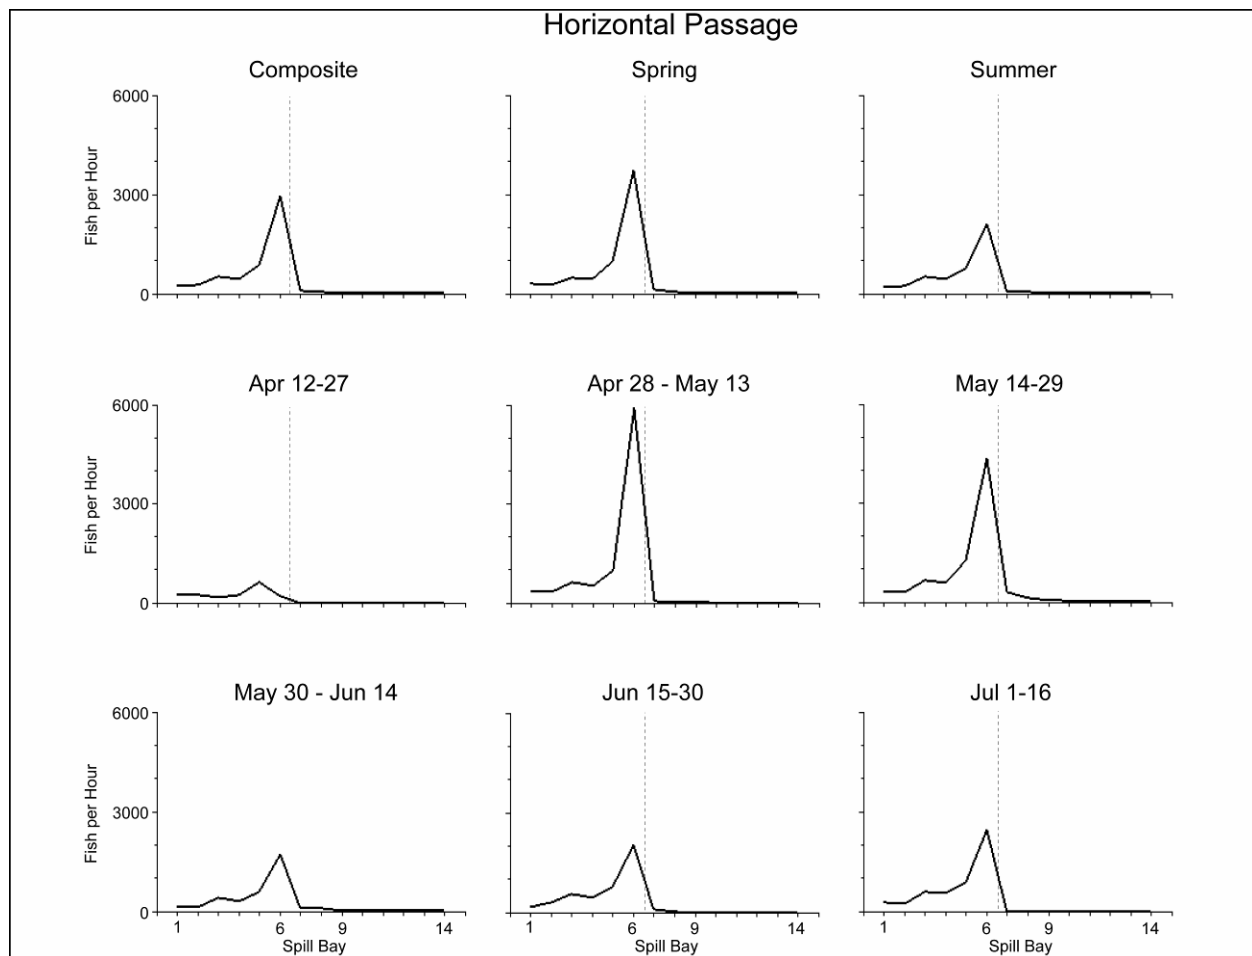 Horizontal Passage
Composite Spring Summer
6000
3000
0
Fish per Hour
Apr 12-27 Apr 28 - May 13 May 14-29
6000
3000
0
Fish per Hour
May 30 - Jun 14 Jun 15-30 Jul 1-16
6000
3000
0
Fish per Hour
1 6 9 14 1 6 9 14 1 6 9 14
Spill Bay Spill Bay Spill Bay